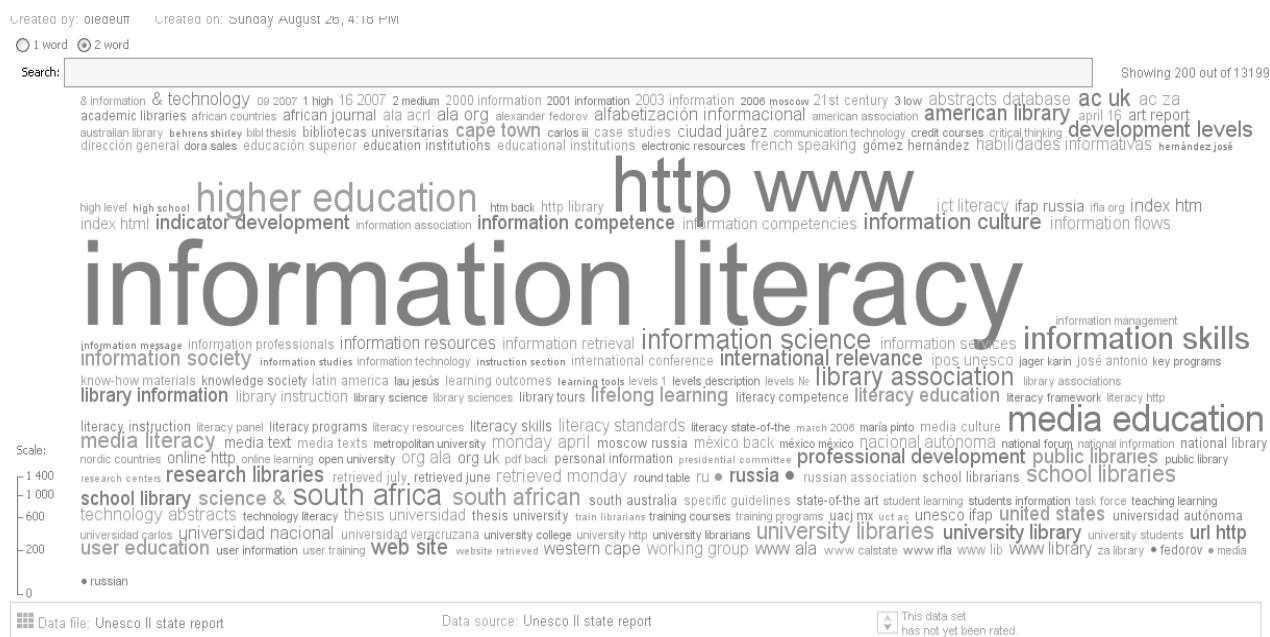 Created by: oledeuff Created on: Sunday August 26, 4:18 PM
1 word 2 word
Search: Showing 200 out of 13199
& information & technology 09 2007 1 high 16 2007 2 medium 2000 information 2001 information 2003 information 2006 moscow 21st century 3 low abstracts database ac uk ac za
academic libraries african countries african journal ala acrl ala org alexander fedorov alfabetización informacional american association american library april 16 art report
australian library behrens shirley bibl thesis bibliotecas universitarias cape town carlos iii case studies ciudad juárez communication technology credit courses critical thinking development levels
dirección general dora sales educación superior education institutions educational institutions electronic resources french speaking gómez hernández habilidades informativas hernández josé
high level high school higher education htm back http library http www ict literacy ifap russia ifla org index htm
index html indicator development information association information competence information competencies information culture information flows
information literacy information management
information message information professionals information resources information retrieval information science information services information skills
information society information studies information technology instruction section international conference international relevance ipos unesco jager karin josé antonio key programs
know-how materials knowledge society latin america lau jesús learning outcomes learning tools levels 1 levels description levels № library association library associations
library information library instruction library science library sciences library tours lifelong learning literacy competence literacy education literacy framework literacy http
literacy instruction literacy panel literacy programs literacy resources literacy skills literacy standards literacy state-of-the march 2006 maría pinto media culture media education
media literacy media text media texts metropolitan university monday april moscow russia méxico back méxico méxico nacional autónoma national forum national information national library
nordic countries online http online learning open university org ala org uk pdf back personal information presidential committee professional development public libraries public library
research centers research libraries retrieved july retrieved june retrieved monday round table ru • russia • russian association school librarians school libraries
school library science & south africa south african south australia specific guidelines state-of-the art student learning students information task force teaching learning
technology abstracts technology literacy thesis universidad thesis university train librarians training courses training programs uacj mx uct ac unesco ifap united states universidad autónoma
universidad carlos universidad nacional universidad veracruzana university college university http university librarians university libraries university library university students url http
user education user information user training web site website retrieved western cape working group www ala www calstate www ifla www lib www library za library • fedorov • media
• russian
Scale:
1 400
1 000
600
200
0
Data file: Unesco II state report Data source: Unesco II state report This data set
has not yet been rated.